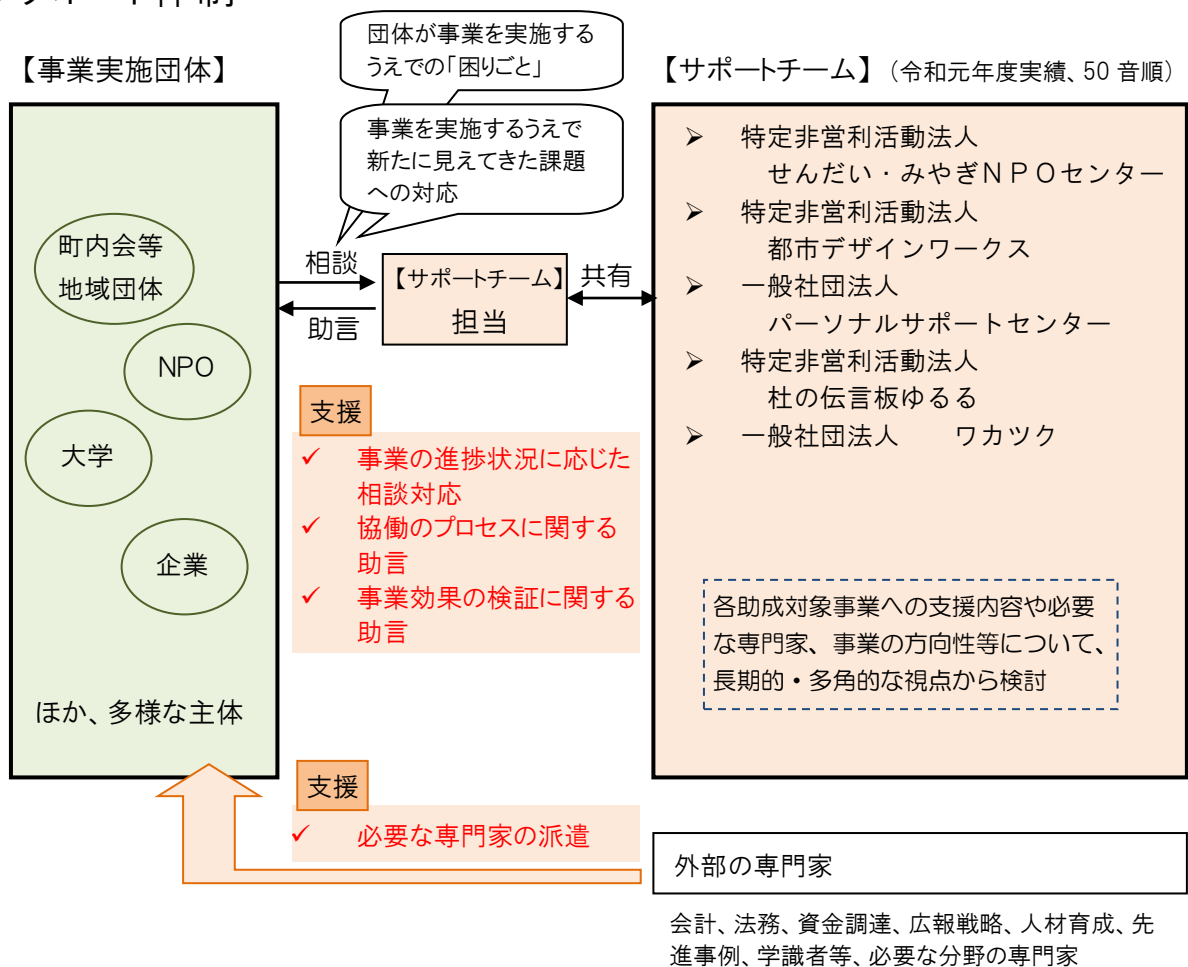 団体が事業を実施する
うえでの「困りごと」
【事業実施団体】
【サポートチーム】（令和元年度実績、50 音順）
事業を実施するうえで
新たに見えてきた課題
への対応
町内会等
地域団体
NPO
大学
企業
ほか、多様な主体
相談
助言
【サポートチーム】
担当
共有
➢ 特定非営利活動法人
せんだい・みやぎＮＰＯセンター
➢ 特定非営利活動法人
都市デザインワークス
➢ 一般社団法人
パーソナルサポートセンター
➢ 特定非営利活動法人
杜の伝言板ゆるる
➢ 一般社団法人　　ワカツク
各助成対象事業への支援内容や必要
な専門家、事業の方向性等について、
長期的・多角的な視点から検討
支援
✓ 事業の進捗状況に応じた
相談対応
✓ 協働のプロセスに関する
助言
✓ 事業効果の検証に関する
助言
支援
✓ 必要な専門家の派遣
外部の専門家
会計、法務、資金調達、広報戦略、人材育成、先
進事例、学識者等、必要な分野の専門家